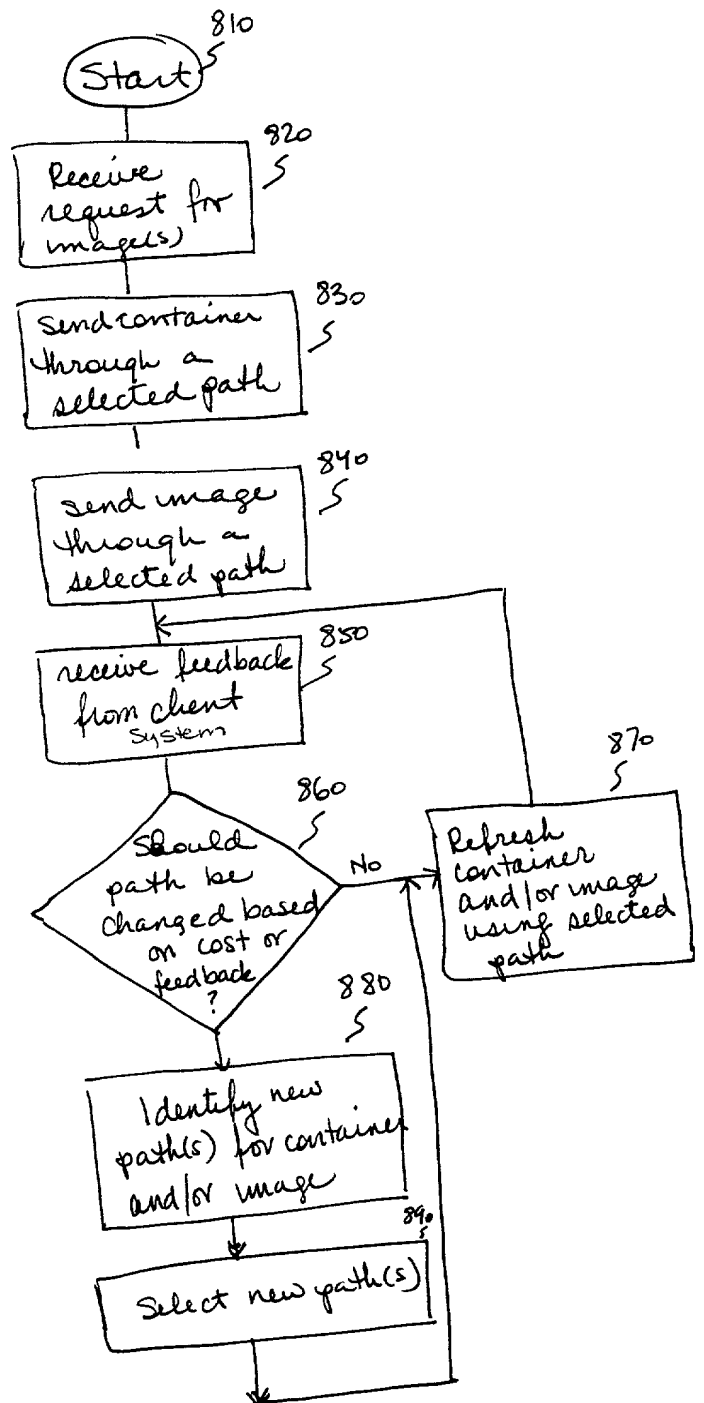 810
Start
820
Receive
request for
image(s)
830
send container
through a
selected path
840
send image
through a
selected path
850
receive feedback
from client
System
860
Should
path be
changed based
on cost or
feedback
?
No
870
Refresh
container
and/or image
using selected
path
880
Identify new
path(s) for container
and/or image
890
Select new path(s)